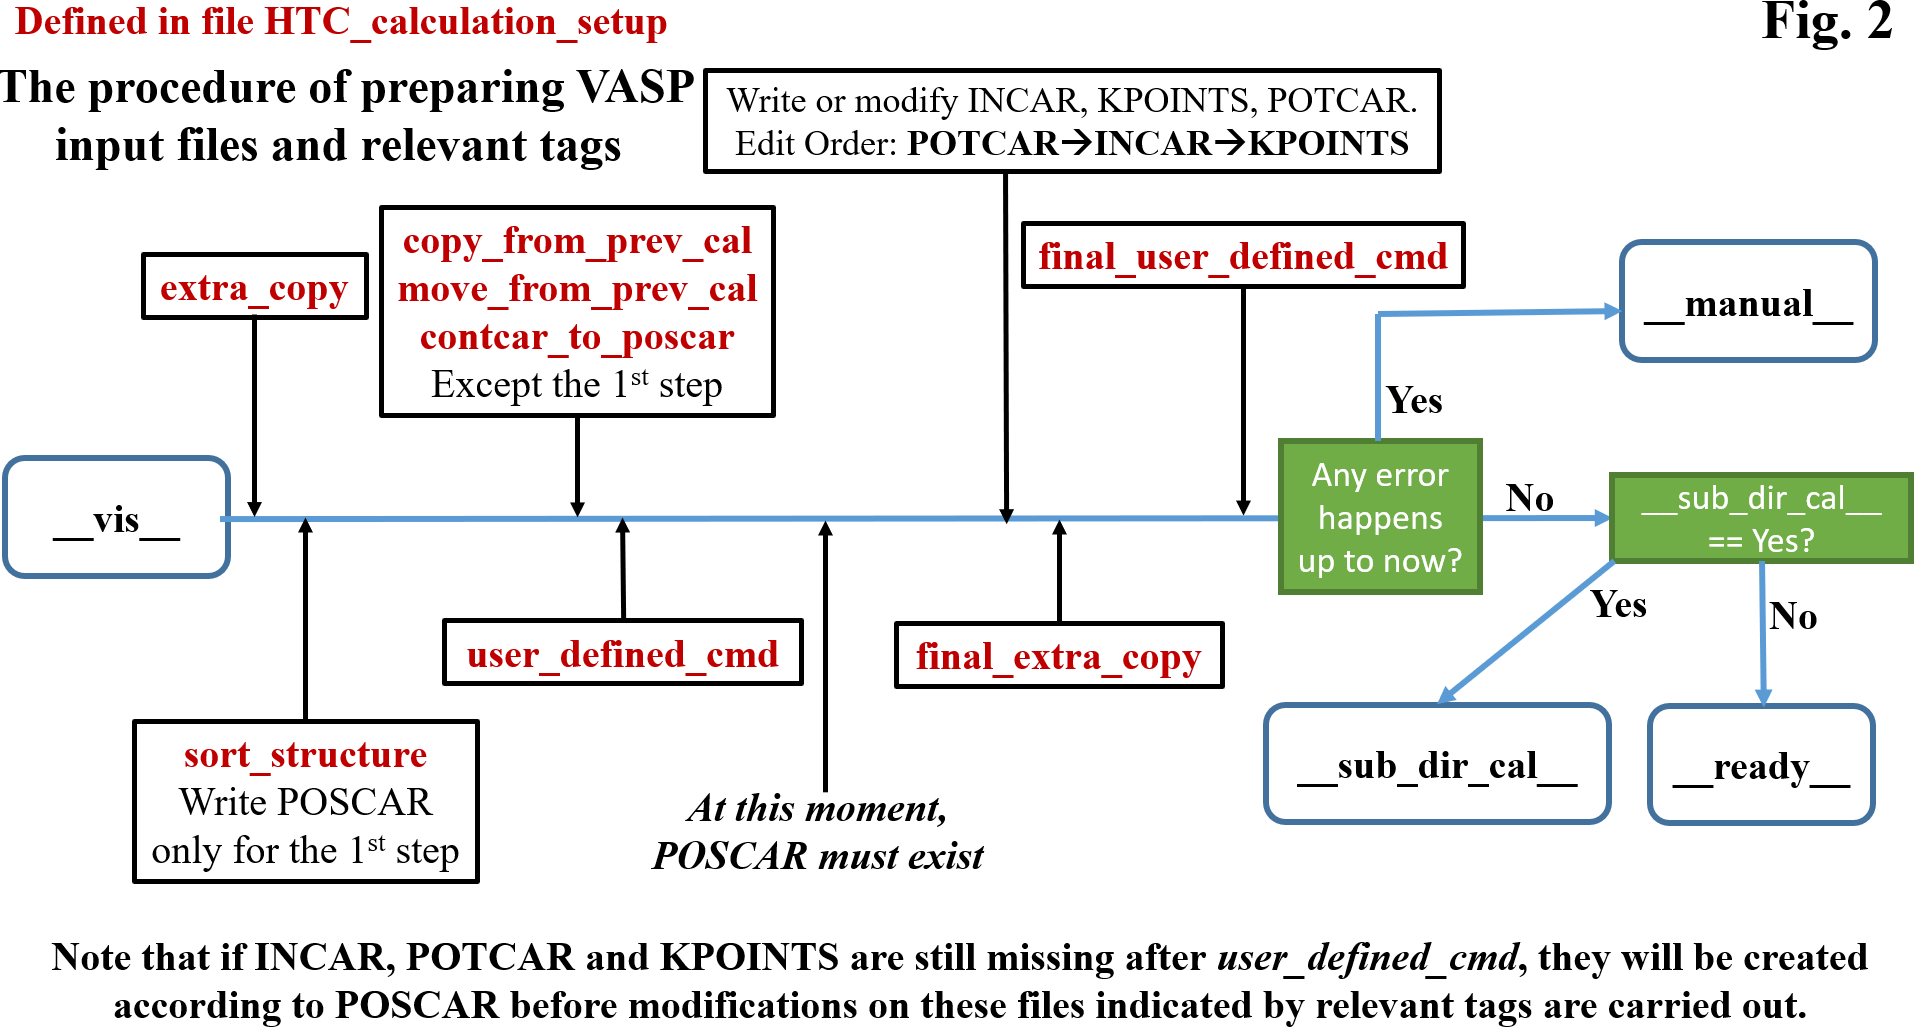 Defined in file HTC_calculation_setup
Fig. 2
The procedure of preparing VASP
input files and relevant tags
Write or modify INCAR, KPOINTS, POTCAR.
Edit Order: POTCAR→INCAR→KPOINTS
extra_copy
copy_from_prev_cal
move_from_prev_cal
contcar_to_poscar
Except the 1st step
final_user_defined_cmd
__manual__
Yes
__vis__
Any error
happens
up to now?
No
__sub_dir_cal__
== Yes?
Yes
No
user_defined_cmd
final_extra_copy
sort_structure
Write POSCAR
only for the 1st step
At this moment,
POSCAR must exist
__sub_dir_cal__
__ready__
Note that if INCAR, POTCAR and KPOINTS are still missing after user_defined_cmd, they will be created
according to POSCAR before modifications on these files indicated by relevant tags are carried out.